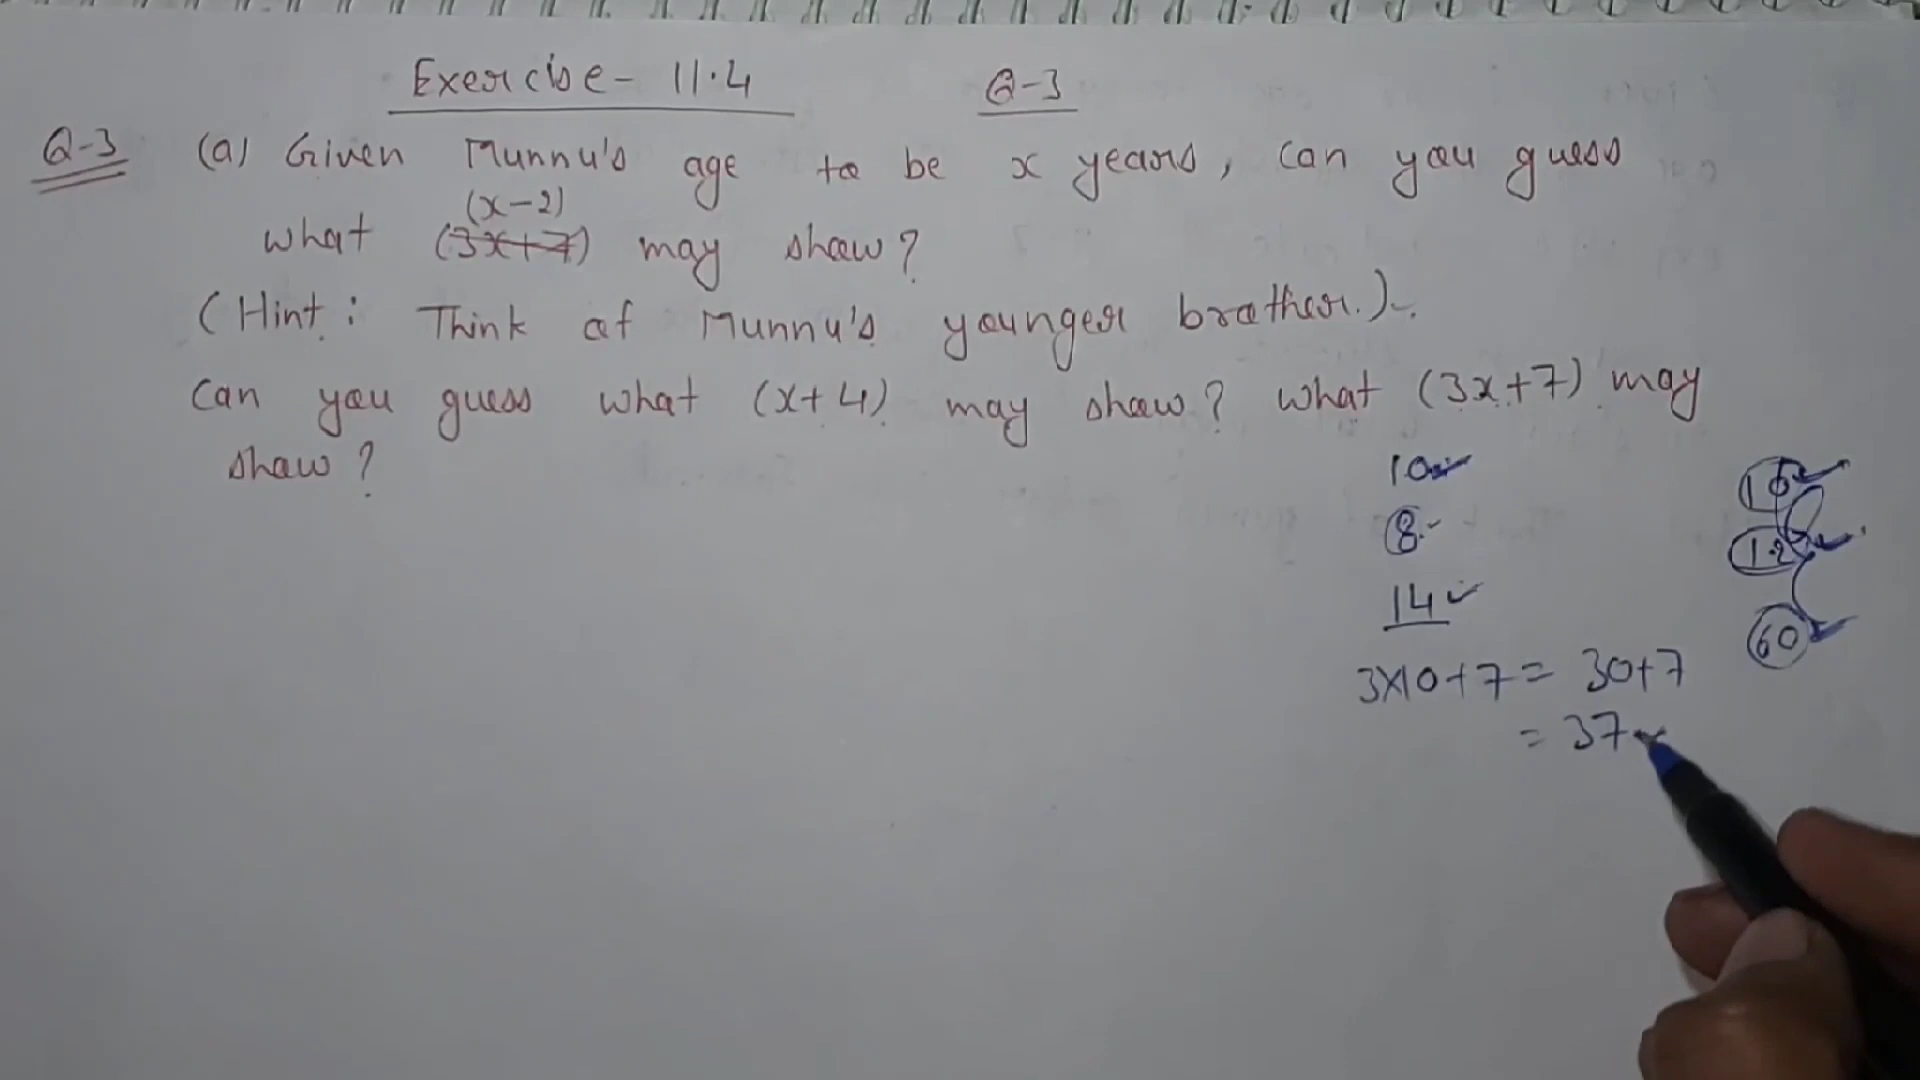 Exercise - 11.4 Q-3
Q-3 (a) Given Munnu's age to be x years, can you guess
(x-2)
what (3x+7) may show?
(Hint: Think of Munnu's younger brother.).
Can you guess what (x+4) may show? what (3x+7) may
show?
10
8
14
3x10+7 = 30+7
= 37
10
12
60